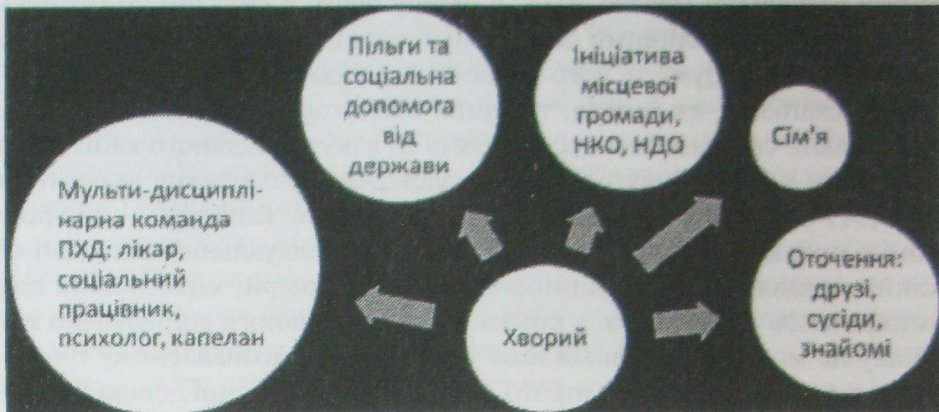 Пільги та
соціальна
допомога
від
держави
Ініціатива
місцевої
громади,
НКО, НДО
Сім'я
Мульти-дисциплі-
нарна команда
ПХД: лікар,
соціальний
працівник,
психолог, капелан
Хворий
Оточення:
друзі,
сусіди,
знайомі